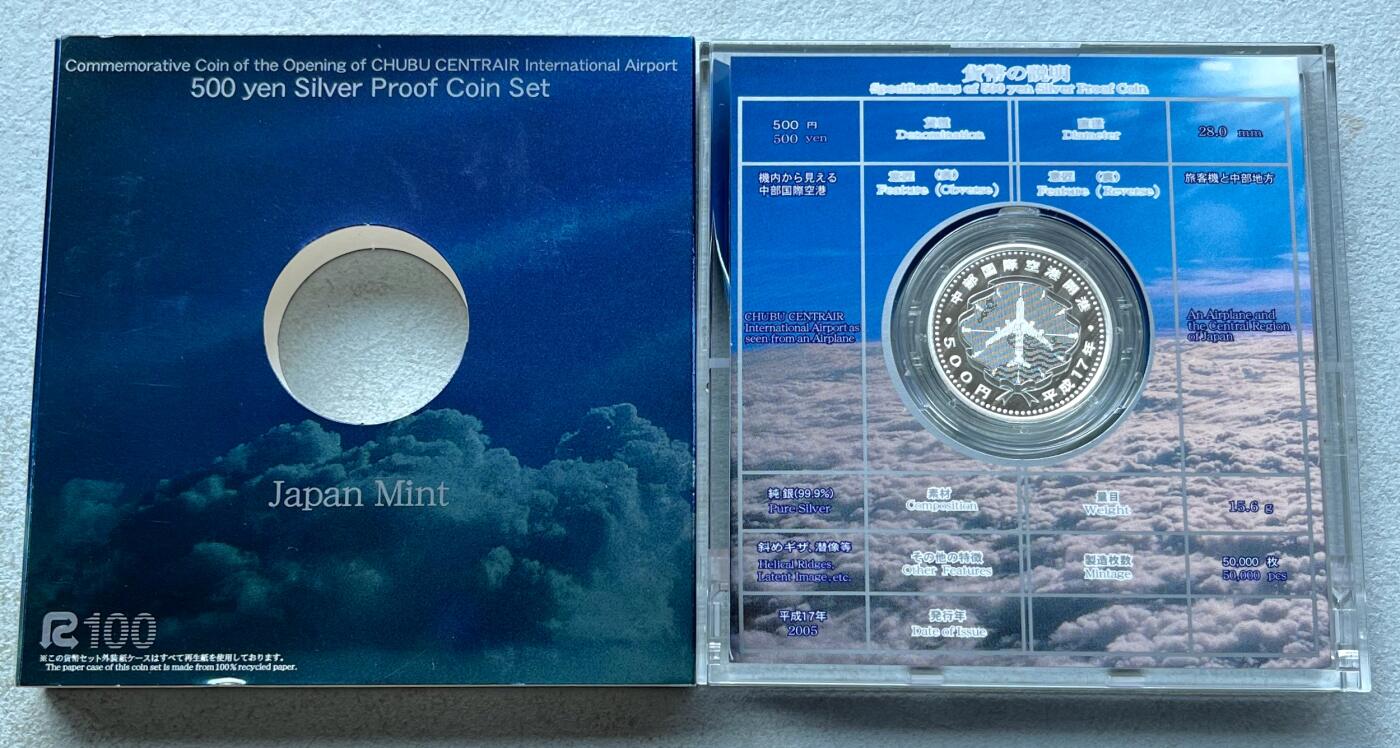 Commemorative Coin of the Opening of CHUBU CENTRAIR International Airport
500 yen Silver Proof Coin Set
Japan Mint
R100
※この貨幣セット外装紙ケースはすべて再生紙を使用しております。
The paper case of this coin set is made from 100% recycled paper.
貨幣の説明
Specifications of 500 yen Silver Proof Coin
500 円
500 yen
貨種
Denomination
直径
Diameter
28.0 mm
機内から見える
中部国際空港
意匠 (表)
Feature (Obverse)
意匠 (裏)
Feature (Reverse)
旅客機と中部地方
CHUBU CENTRAIR
International Airport as
seen from an Airplane
中部国際空港開港
500円
平成17年
An Airplane and
the Central Region
of Japan
純銀(99.9%)
Pure Silver
素材
Composition
量目
Weight
15.6 g
斜めギザ、潜像等
Helical Ridges,
Latent Image, etc.
その他の特徴
Other Features
製造枚数
Mintage
50,000 枚
50,000 pcs
平成17年
2005
発行年
Date of Issue